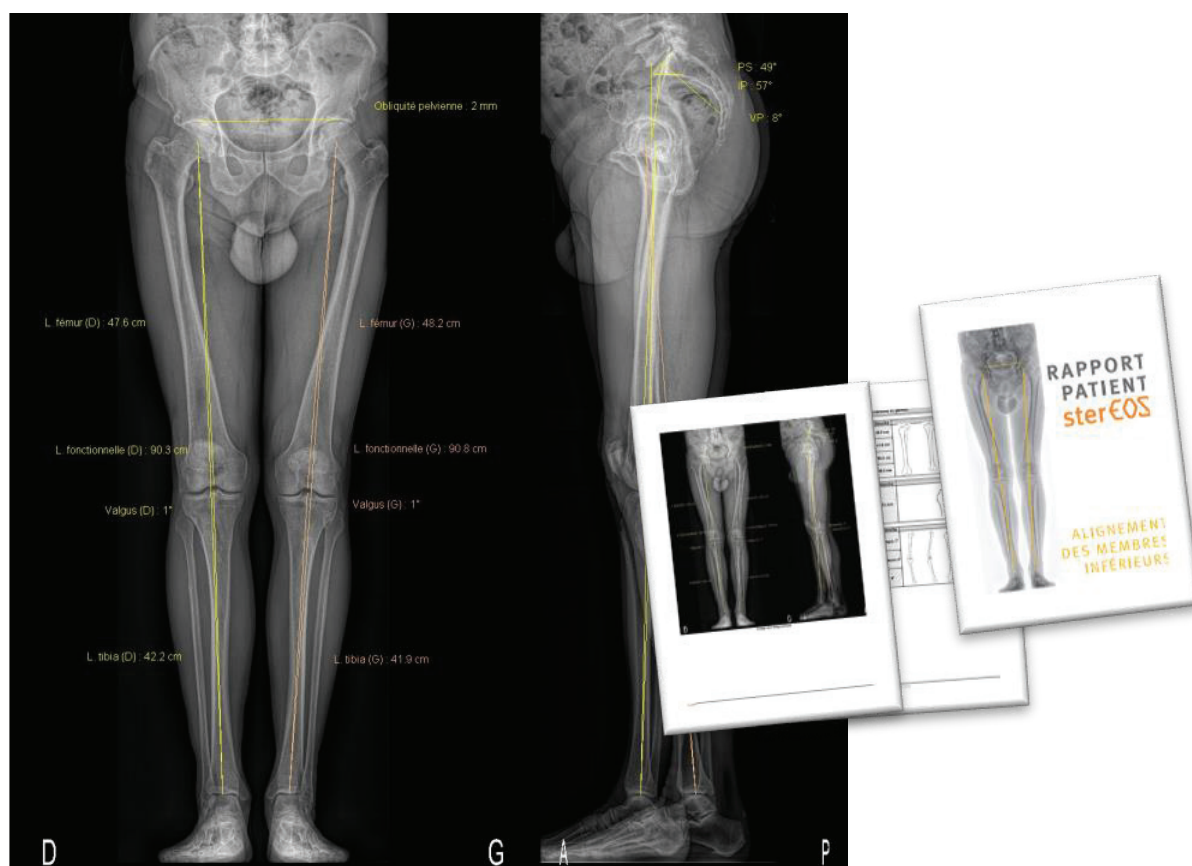 Obliquité pelvienne : 2 mm
L. fémur (D) : 47.6 cm
L. fémur (G) : 48.2 cm
L. fonctionnelle (D) : 90.3 cm
L. fonctionnelle (G) : 90.8 cm
Valgus (D) : 1°
Valgus (G) : 1°
L. tibia (D) : 42.2 cm
L. tibia (G) : 41.9 cm
D
G
PS : 49°
IP : 57°
VP : 8°
A
P
RAPPORT
PATIENT
sterEOS
ALIGNEMENT
DES MEMBRES
INFÉRIEURS
D
G